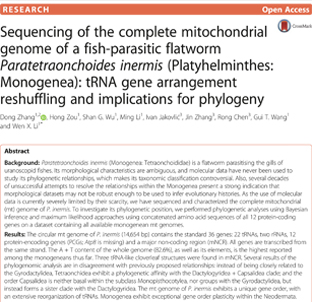 RESEARCH
Open Access
CrossMark
Sequencing of the complete mitochondrial
genome of a fish-parasitic flatworm
Paratetraonchoides inermis (Platyhelminthes:
Monogenea): tRNA gene arrangement
reshuffling and implications for phylogeny
Dong Zhang1,2, Hong Zou1, Shan G. Wu1, Ming Li1, Ivan Jakovlić3, Jin Zhang3, Rong Chen3, Gui T. Wang1
and Wen X. Li1*
Abstract
Background: Paratetraonchoides inermis (Monogenea: Tetraonchoididae) is a flatworm parasitising the gills of
uranoscopid fishes. Its morphological characteristics are ambiguous, and molecular data have never been used to
study its phylogenetic relationships, which makes its taxonomic classification controversial. Also, several decades
of unsuccessful attempts to resolve the relationships within the Monogenea present a strong indication that
morphological datasets may not be robust enough to be used to infer evolutionary histories. As the use of molecular
data is currently severely limited by their scarcity, we have sequenced and characterized the complete mitochondrial
(mt) genome of P. inermis. To investigate its phylogenetic position, we performed phylogenetic analyses using Bayesian
inference and maximum likelihood approaches using concatenated amino acid sequences of all 12 protein-coding
genes on a dataset containing all available monogenean mt genomes.
Results: The circular mt genome of P. inermis (14,654 bp) contains the standard 36 genes: 22 tRNAs, two rRNAs, 12
protein-encoding genes (PCGs; Atp8 is missing) and a major non-coding region (mNCR). All genes are transcribed from
the same strand. The A + T content of the whole genome (82.6%), as well as its elements, is the highest reported
among the monogeneans thus far. Three tRNA-like cloverleaf structures were found in mNCR. Several results of the
phylogenomic analysis are in disagreement with previously proposed relationships: instead of being closely related to
the Gyrodactylidea, Tetraonchidea exhibit a phylogenetic affinity with the Dactylogyridea + Capsalidea clade; and the
order Capsalidea is neither basal within the subclass Monopisthocotylea, nor groups with the Gyrodactylidea, but
instead forms a sister clade with the Dactylogyridea. The mt genome of P. inermis exhibits a unique gene order, with
an extensive reorganization of tRNAs. Monogenea exhibit exceptional gene order plasticity within the Neodermata.